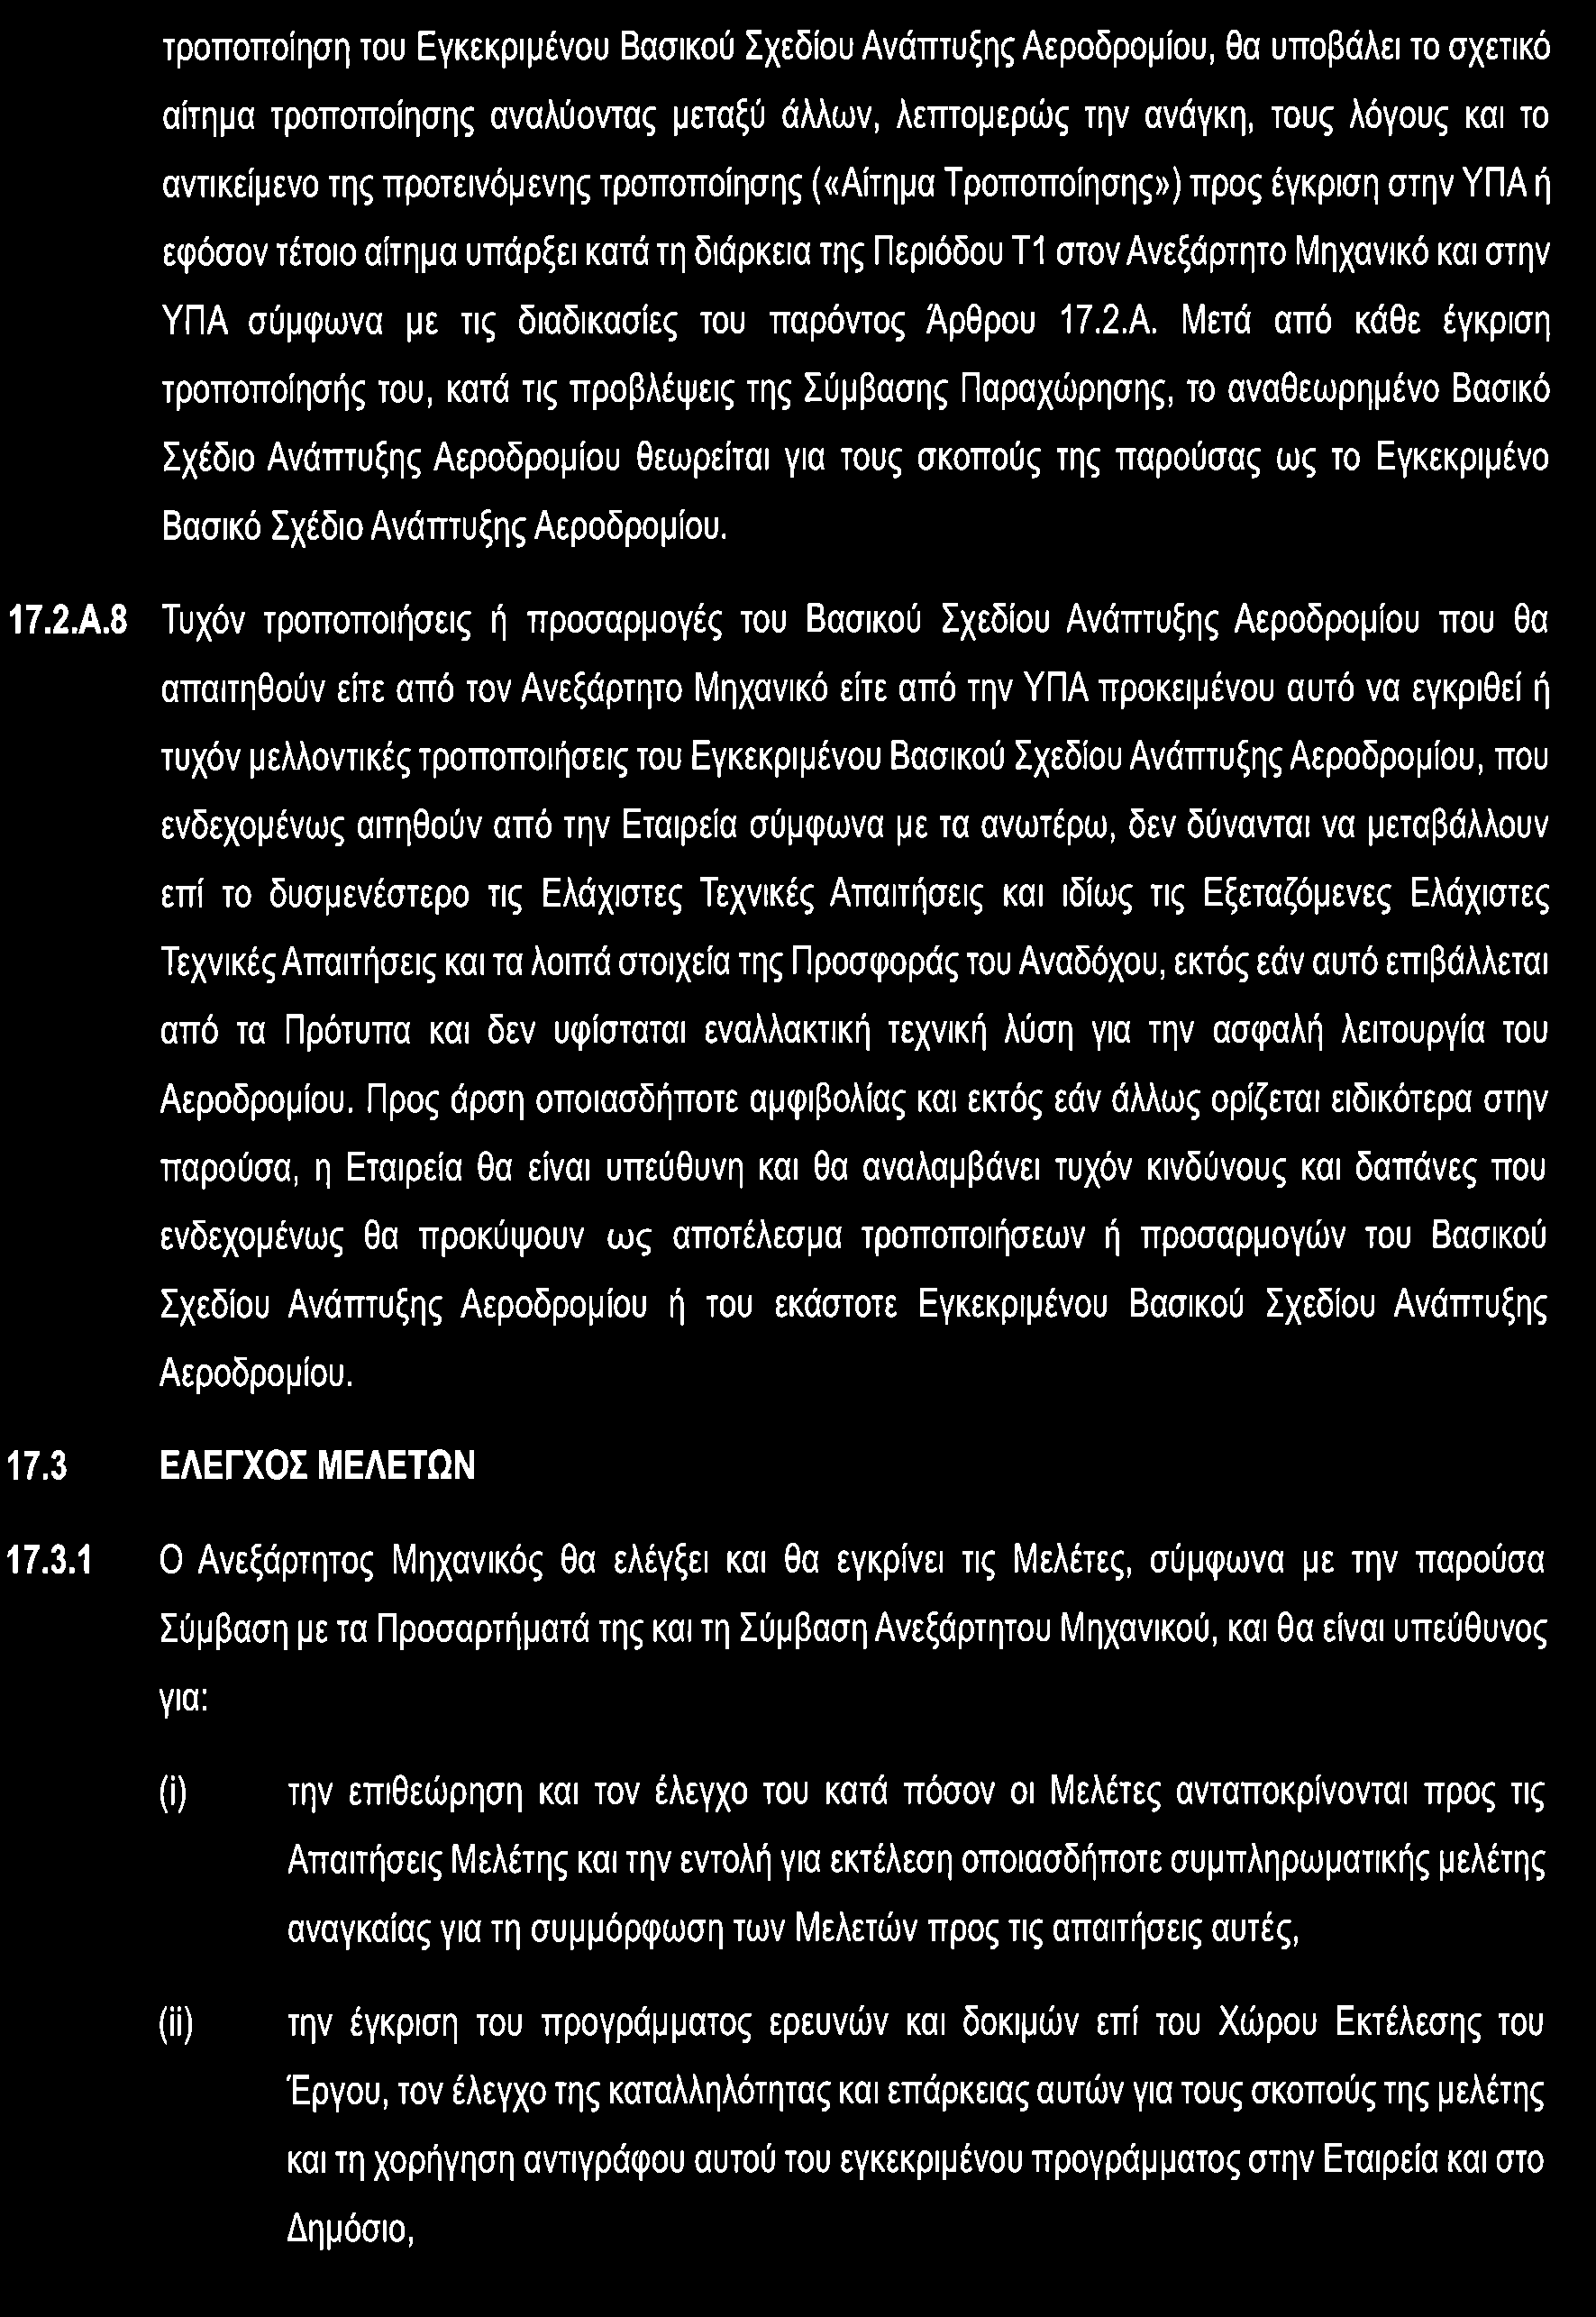 τροποποίηση του Εγκεκριμένου Βασικού Σχεδίου Ανάπτυξης Αεροδρομίου, θα υποβάλει το σχετικό
αίτημα τροποποίησης αναλύοντας μεταξύ άλλων, λεπτομερώς την ανάγκη, τους λόγους και το
αντικείμενο της προτεινόμενης τροποποίησης («Αίτημα Τροποποίησης») προς έγκριση στην ΥΠΑ ή
εφόσον τέτοιο αίτημα υπάρξει κατά τη διάρκεια της Περιόδου Τ1 στον Ανεξάρτητο Μηχανικό και στην
ΥΠΑ σύμφωνα με τις διαδικασίες του παρόντος Άρθρου 17.2.Α. Μετά από κάθε έγκριση
τροποποίησής του, κατά τις προβλέψεις της Σύμβασης Παραχώρησης, το αναθεωρημένο Βασικό
Σχέδιο Ανάπτυξης Αεροδρομίου θεωρείται για τους σκοπούς της παρούσας ως το Εγκεκριμένο
Βασικό Σχέδιο Ανάπτυξης Αεροδρομίου.
17.2.Α.8 Τυχόν τροποποιήσεις ή προσαρμογές του Βασικού Σχεδίου Ανάπτυξης Αεροδρομίου που θα
απαιτηθούν είτε από τον Ανεξάρτητο Μηχανικό είτε από την ΥΠΑ προκειμένου αυτό να εγκριθεί ή
τυχόν μελλοντικές τροποποιήσεις του Εγκεκριμένου Βασικού Σχεδίου Ανάπτυξης Αεροδρομίου, που
ενδεχομένως αιτηθούν από την Εταιρεία σύμφωνα με τα ανωτέρω, δεν δύνανται να μεταβάλλουν
επί το δυσμενέστερο τις Ελάχιστες Τεχνικές Απαιτήσεις και ιδίως τις Εξεταζόμενες Ελάχιστες
Τεχνικές Απαιτήσεις και τα λοιπά στοιχεία της Προσφοράς του Αναδόχου, εκτός εάν αυτό επιβάλλεται
από τα Πρότυπα και δεν υφίσταται εναλλακτική τεχνική λύση για την ασφαλή λειτουργία του
Αεροδρομίου. Προς άρση οποιασδήποτε αμφιβολίας και εκτός εάν άλλως ορίζεται ειδικότερα στην
παρούσα, η Εταιρεία θα είναι υπεύθυνη και θα αναλαμβάνει τυχόν κινδύνους και δαπάνες που
ενδεχομένως θα προκύψουν ως αποτέλεσμα τροποποιήσεων ή προσαρμογών του Βασικού
Σχεδίου Ανάπτυξης Αεροδρομίου ή του εκάστοτε Εγκεκριμένου Βασικού Σχεδίου Ανάπτυξης
Αεροδρομίου.
17.3 ΕΛΕΓΧΟΣ ΜΕΛΕΤΩΝ
17.3.1 Ο Ανεξάρτητος Μηχανικός θα ελέγξει και θα εγκρίνει τις Μελέτες, σύμφωνα με την παρούσα
Σύμβαση με τα Προσαρτήματά της και τη Σύμβαση Ανεξάρτητου Μηχανικού, και θα είναι υπεύθυνος
για:
(i) την επιθεώρηση και τον έλεγχο του κατά πόσον οι Μελέτες ανταποκρίνονται προς τις
Απαιτήσεις Μελέτης και την εντολή για εκτέλεση οποιασδήποτε συμπληρωματικής μελέτης
αναγκαίας για τη συμμόρφωση των Μελετών προς τις απαιτήσεις αυτές,
(ii) την έγκριση του προγράμματος ερευνών και δοκιμών επί του Χώρου Εκτέλεσης του
Έργου, τον έλεγχο της καταλληλότητας και επάρκειας αυτών για τους σκοπούς της μελέτης
και τη χορήγηση αντιγράφου αυτού του εγκεκριμένου προγράμματος στην Εταιρεία και στο
Δημόσιο,